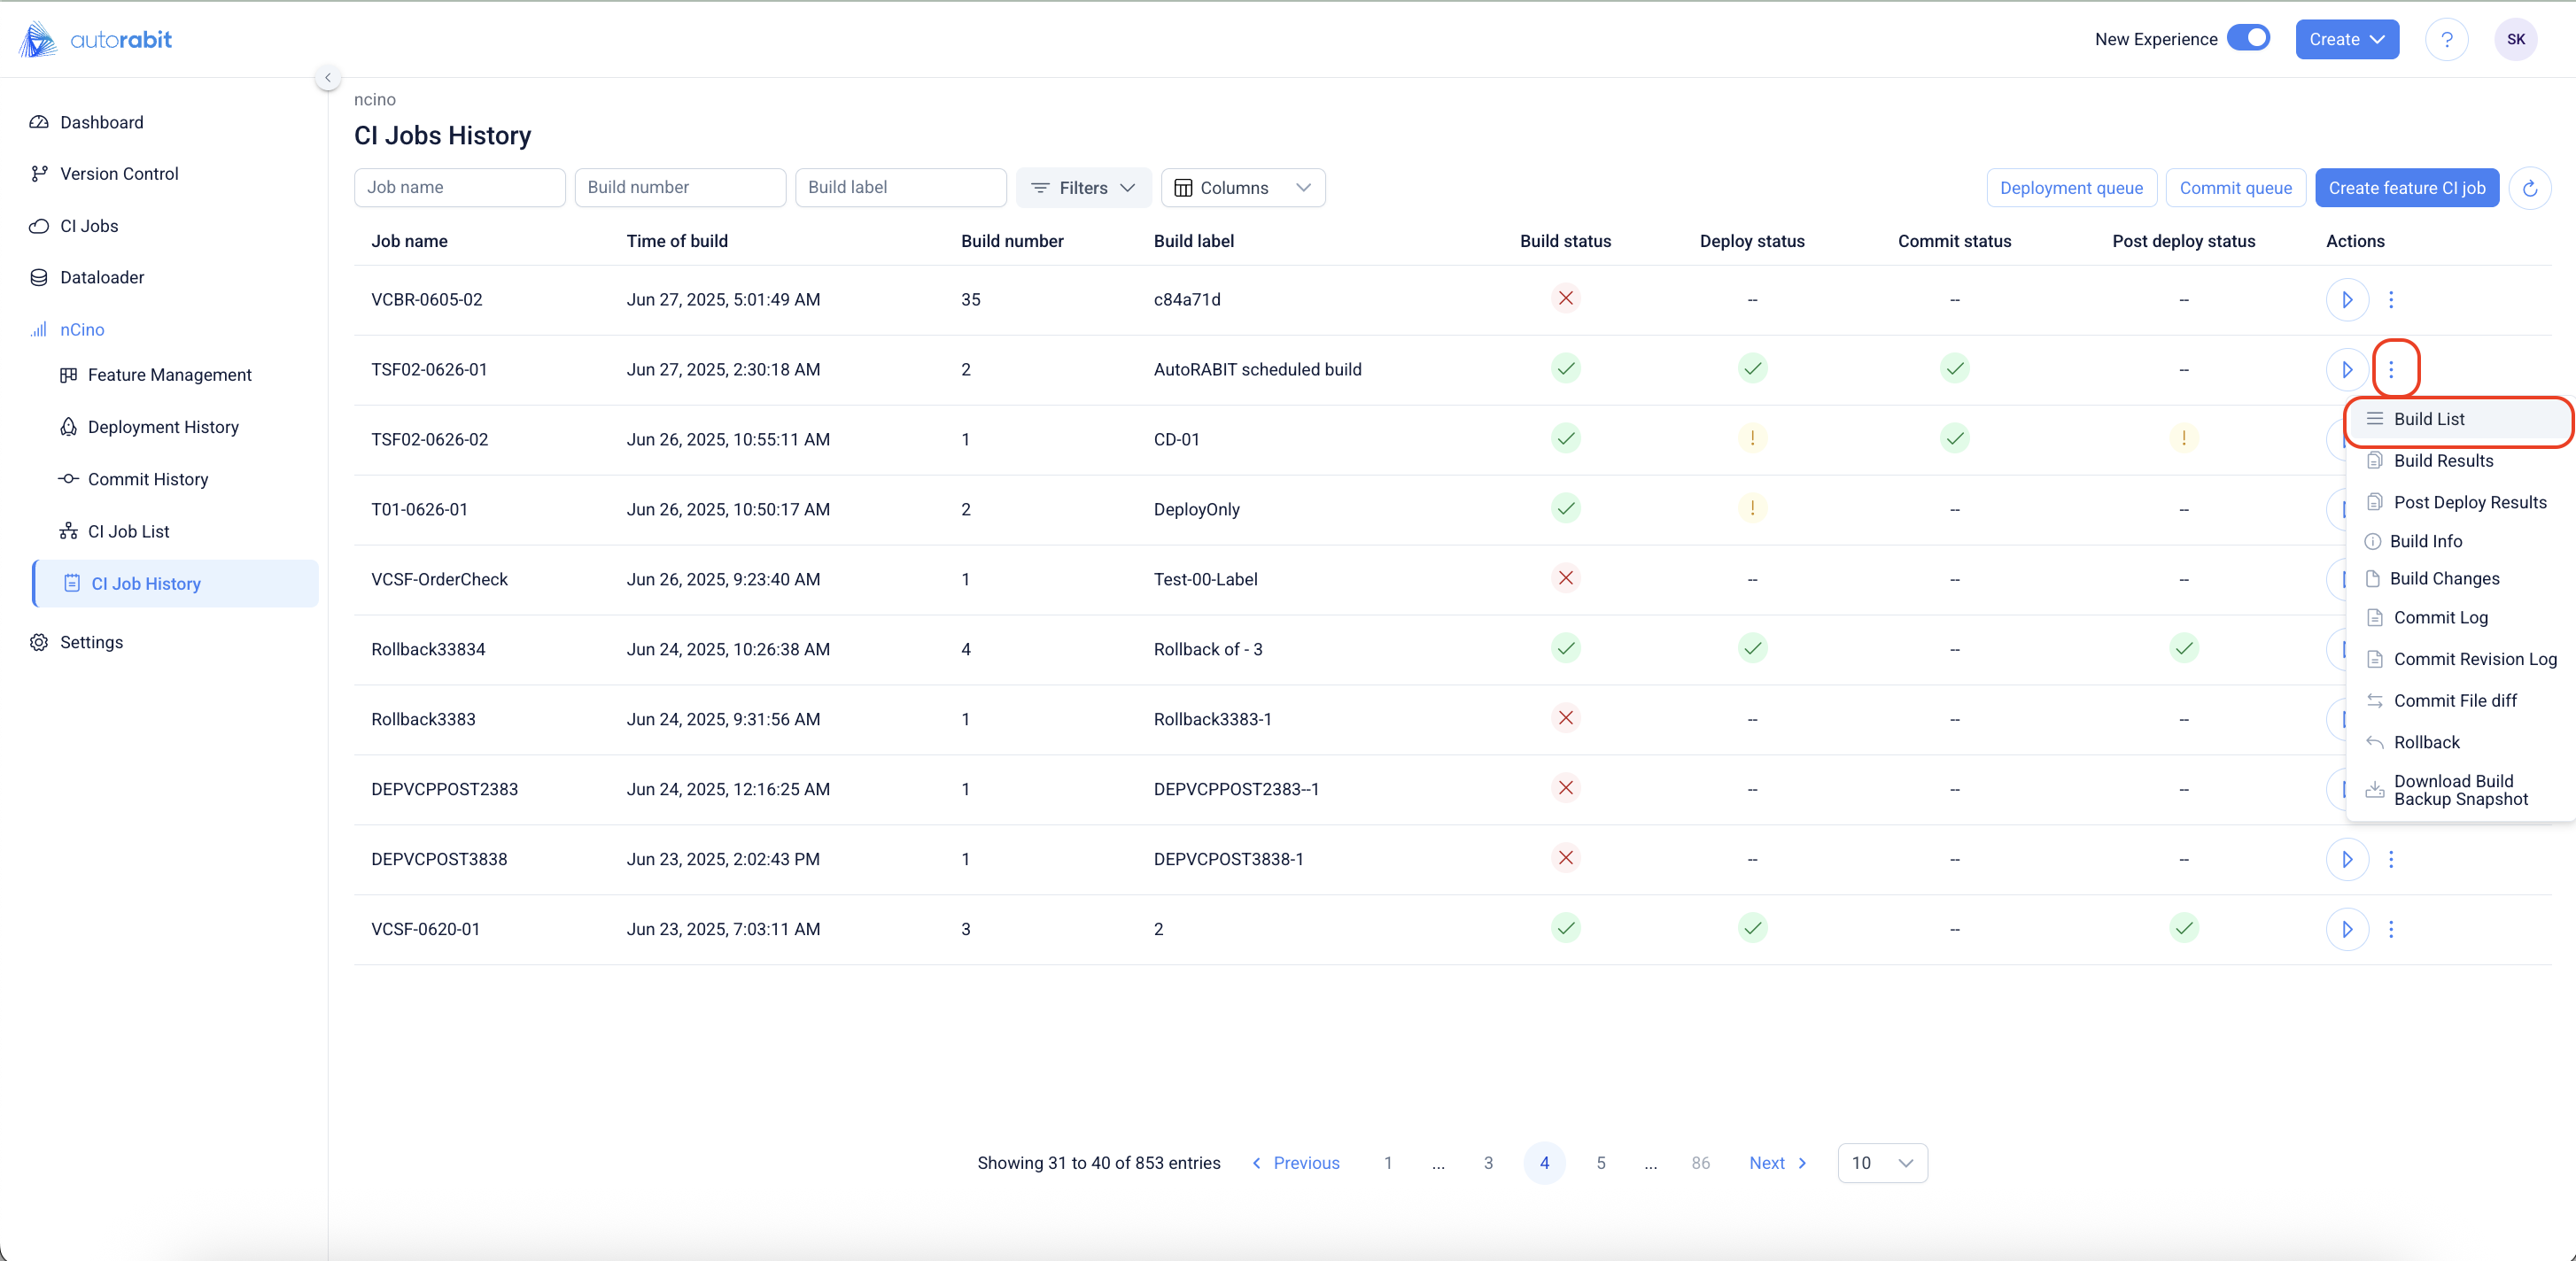 autorabit
New Experience
Create
?
SK
Dashboard
Version Control
CI Jobs
Dataloader
nCino
Feature Management
Deployment History
Commit History
CI Job List
CI Job History
Settings
ncino
CI Jobs History
Job name Build number Build label Filters Columns Deployment queue Commit queue Create feature CI job
Job name Time of build Build number Build label Build status Deploy status Commit status Post deploy status Actions
VCBR-0605-02 Jun 27, 2025, 5:01:49 AM 35 c84a71d -- -- --
TSF02-0626-01 Jun 27, 2025, 2:30:18 AM 2 AutoRABIT scheduled build --
TSF02-0626-02 Jun 26, 2025, 10:55:11 AM 1 CD-01 ! !
T01-0626-01 Jun 26, 2025, 10:50:17 AM 2 DeployOnly ! -- --
VCSF-OrderCheck Jun 26, 2025, 9:23:40 AM 1 Test-00-Label -- -- --
Rollback33834 Jun 24, 2025, 10:26:38 AM 4 Rollback of - 3 --
Rollback3383 Jun 24, 2025, 9:31:56 AM 1 Rollback3383-1 -- -- --
DEPVCPPOST2383 Jun 24, 2025, 12:16:25 AM 1 DEPVCPPOST2383--1 -- -- --
DEPVCPOST3838 Jun 23, 2025, 2:02:43 PM 1 DEPVCPOST3838-1 -- -- --
VCSF-0620-01 Jun 23, 2025, 7:03:11 AM 3 2 --
Build List
Build Results
Post Deploy Results
Build Info
Build Changes
Commit Log
Commit Revision Log
Commit File diff
Rollback
Download Build
Backup Snapshot
Showing 31 to 40 of 853 entries Previous 1 ... 3 4 5 ... 86 Next 10